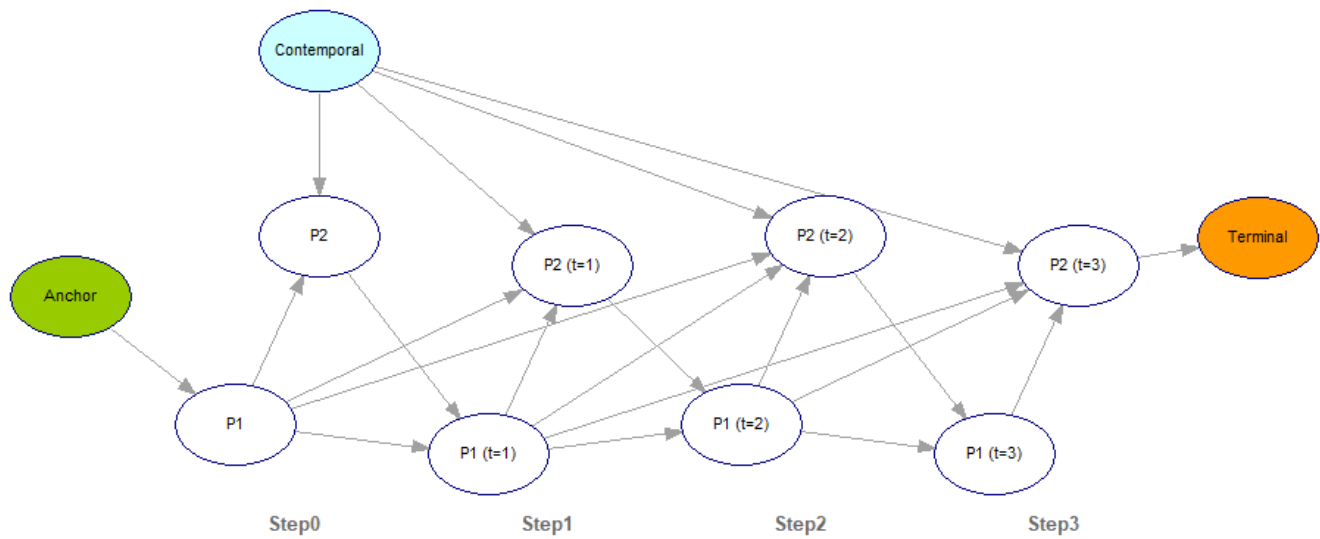 Contemporal
P2
P2 (t=1)
P2 (t=2)
P2 (t=3)
Terminal
Anchor
P1
P1 (t=1)
P1 (t=2)
P1 (t=3)
Step0
Step1
Step2
Step3